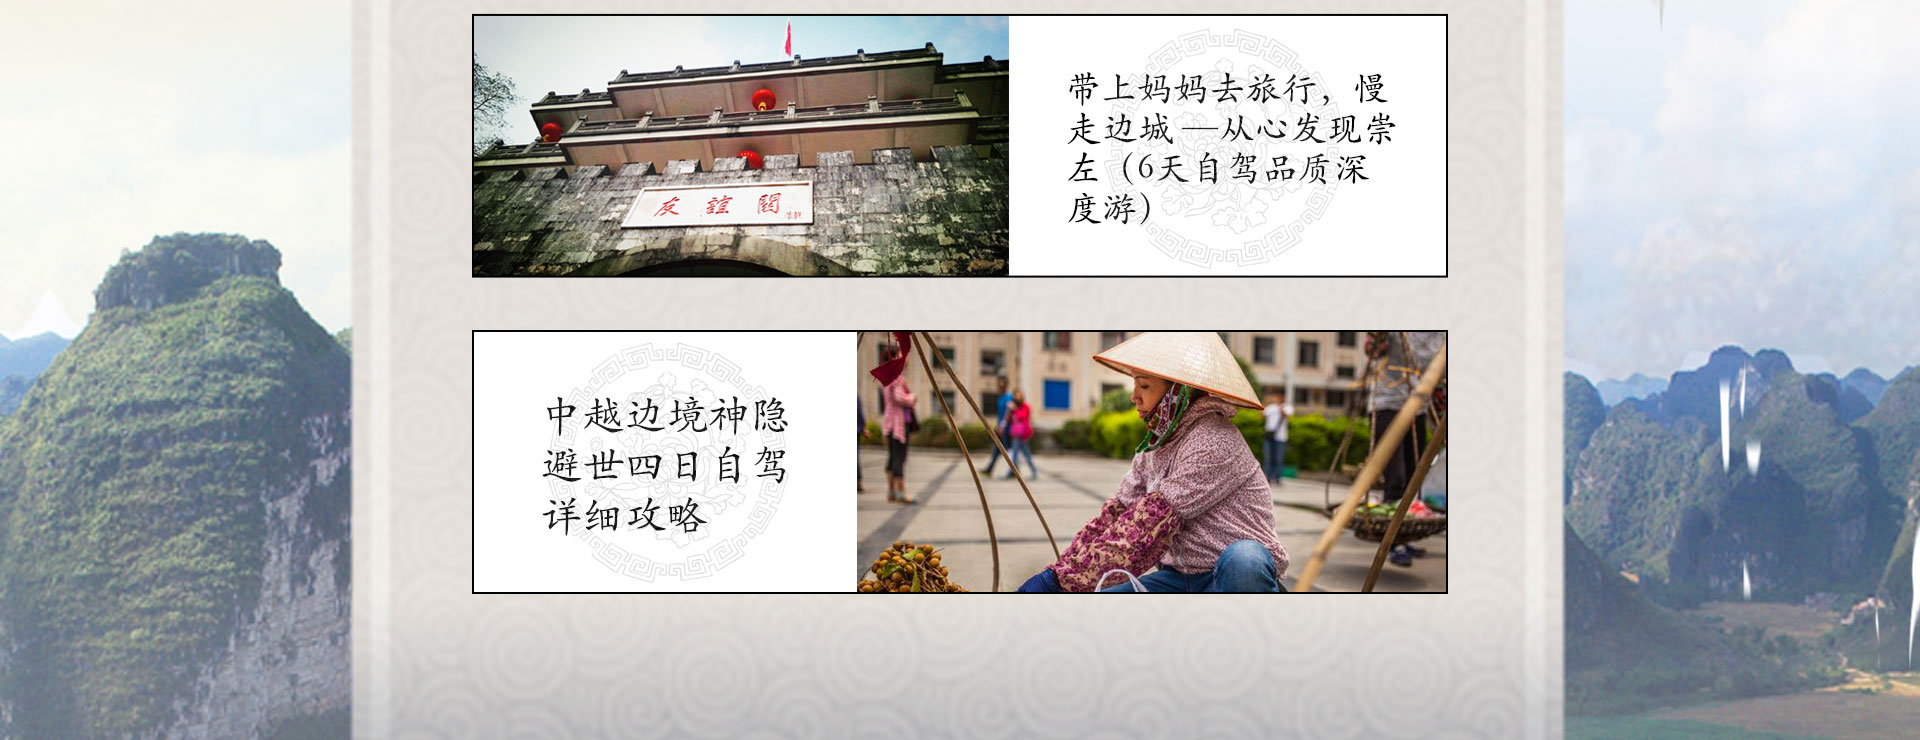 友誼關
带上妈妈去旅行，慢
走边城 —从心发现崇
左（6天自驾品质深
度游）
中越边境神隐
避世四日自驾
详细攻略